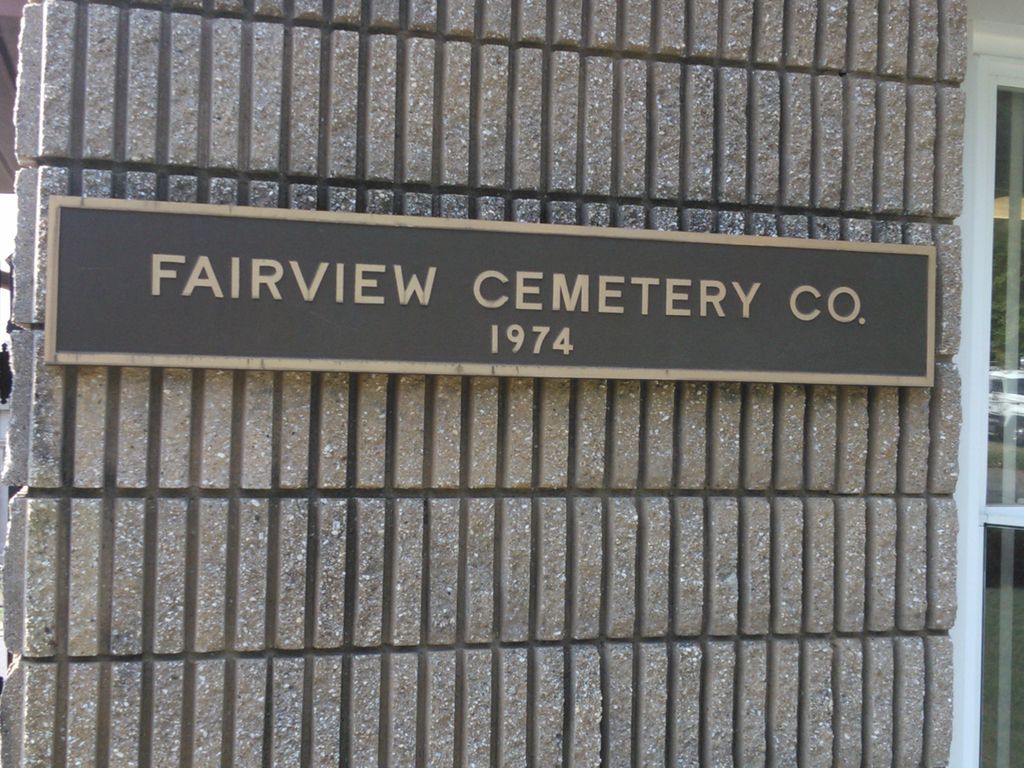 FAIRVIEW CEMETERY CO.
1974